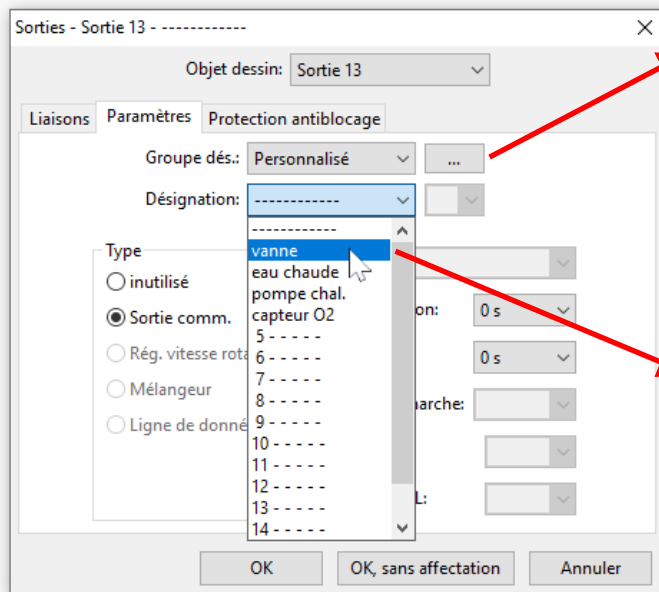 Sorties - Sortie 13 - ------------
Objet dessin: Sortie 13
Liaisons Paramètres Protection antiblocage
Groupe dés.: Personnalisé ...
Désignation: ------------
------------
Type
vanne
inutilisé
eau chaude
pompe chal.
Sortie comm.
capteur O2
on: 0 s
5 - - - - -
Rég. vitesse rota
6 - - - - -
0 s
7 - - - - -
Mélangeur
8 - - - - -
arche:
9 - - - - -
Ligne de donné
10 - - - - -
11 - - - - -
12 - - - - -
13 - - - - -
L:
14 - - - - -
OK OK, sans affectation Annuler